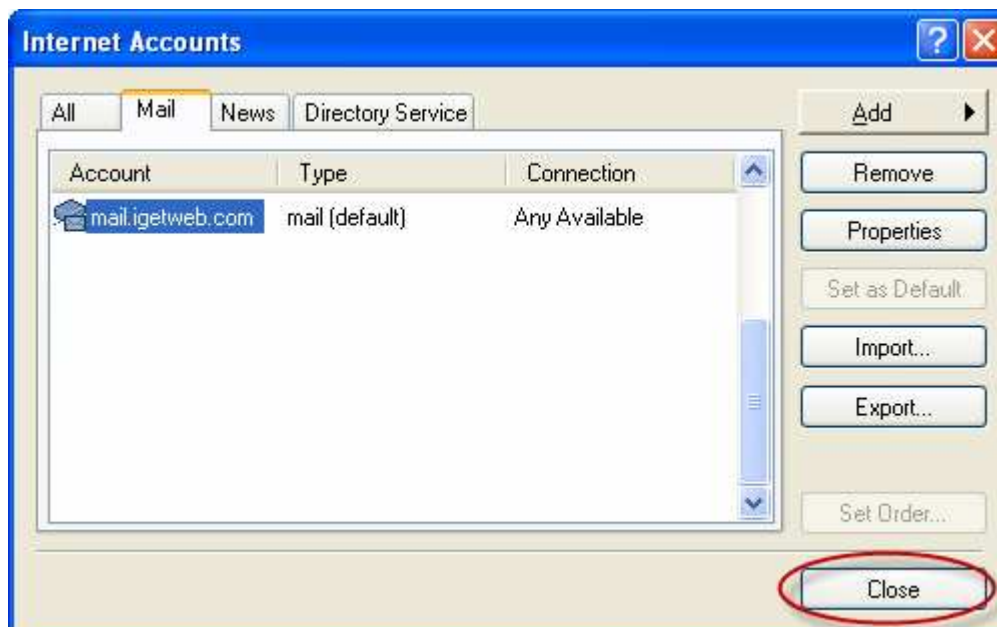 Internet Accounts
All Mail News Directory Service
Add
Account Type Connection
Remove
mail.igetweb.com mail (default) Any Available
Properties
Set as Default
Import...
Export...
Set Order...
Close